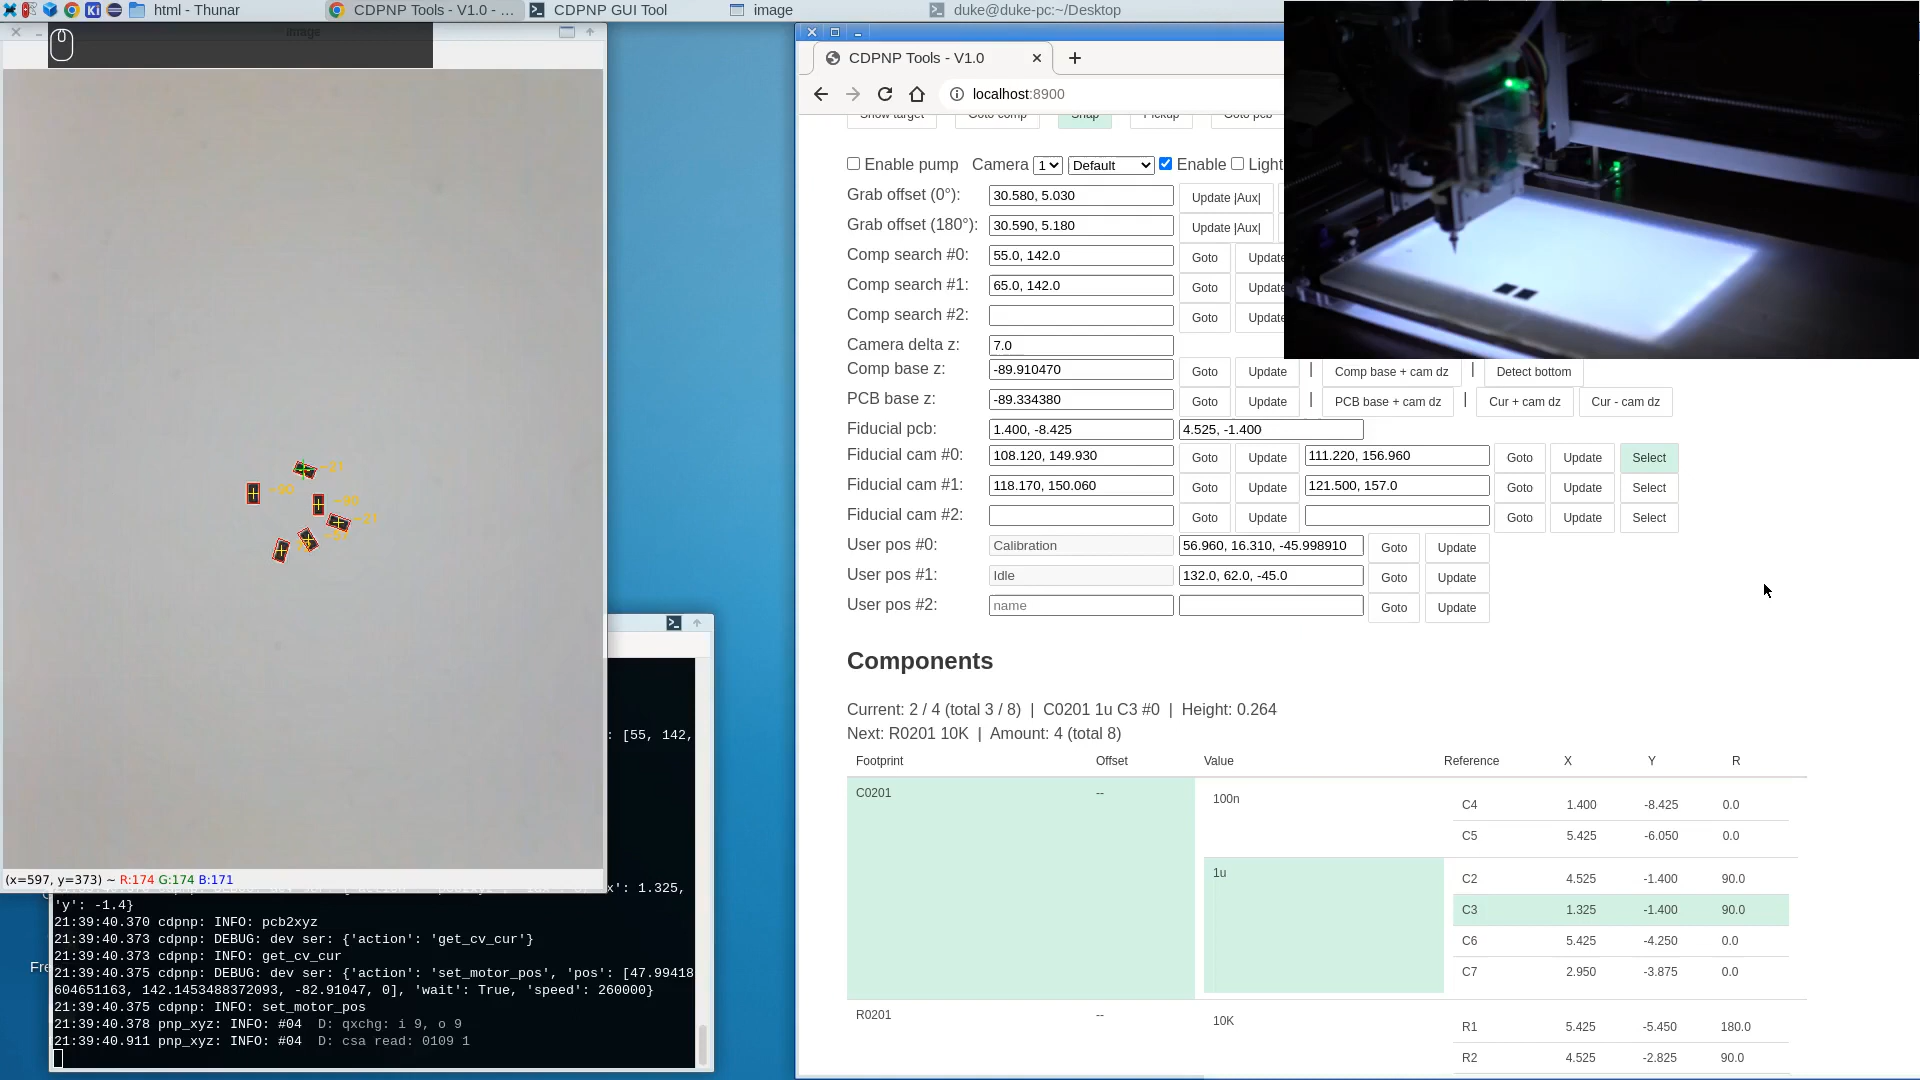 html - Thunar
CDPNP Tools - V1.0 - ...
CDPNP GUI Tool
image
duke@duke-pc:~/Desktop
image
CDPNP Tools - V1.0
localhost:8900
Show target
Goto comp
Snap
Pickup
Goto pcb
Enable pump Camera 1 Default Enable Light
Grab offset (0°): 30.580, 5.030 Update |Aux|
Grab offset (180°): 30.590, 5.180 Update |Aux|
Comp search #0: 55.0, 142.0 Goto Update
Comp search #1: 65.0, 142.0 Goto Update
Comp search #2: Goto Update
Camera delta z: 7.0
Comp base z: -89.910470 Goto Update | Comp base + cam dz | Detect bottom
PCB base z: -89.334380 Goto Update | PCB base + cam dz | Cur + cam dz Cur - cam dz
Fiducial pcb: 1.400, -8.425 4.525, -1.400
Fiducial cam #0: 108.120, 149.930 Goto Update 111.220, 156.960 Goto Update Select
Fiducial cam #1: 118.170, 150.060 Goto Update 121.500, 157.0 Goto Update Select
Fiducial cam #2: Goto Update Goto Update Select
User pos #0: Calibration 56.960, 16.310, -45.998910 Goto Update
User pos #1: Idle 132.0, 62.0, -45.0 Goto Update
User pos #2: name Goto Update
Components
Current: 2 / 4 (total 3 / 8) | C0201 1u C3 #0 | Height: 0.264
Next: R0201 10K | Amount: 4 (total 8)
Footprint Offset Value Reference X Y R
C0201 -- 100n C4 1.400 -8.425 0.0
C5 5.425 -6.050 0.0
1u C2 4.525 -1.400 90.0
C3 1.325 -1.400 90.0
C6 5.425 -4.250 0.0
C7 2.950 -3.875 0.0
R0201 -- 10K R1 5.425 -5.450 180.0
R2 4.525 -2.825 90.0
(x=597, y=373) ~ R:174 G:174 B:171
: [55, 142,
x': 1.325,
'y': -1.4}
21:39:40.370 cdpnp: INFO: pcb2xyz
21:39:40.373 cdpnp: DEBUG: dev ser: {'action': 'get_cv_cur'}
21:39:40.373 cdpnp: INFO: get_cv_cur
21:39:40.375 cdpnp: DEBUG: dev ser: {'action': 'set_motor_pos', 'pos': [47.99418
604651163, 142.1453488372093, -82.91047, 0], 'wait': True, 'speed': 260000}
21:39:40.375 cdpnp: INFO: set_motor_pos
21:39:40.378 pnp_xyz: INFO: #04 D: qxchg: i 9, o 9
21:39:40.911 pnp_xyz: INFO: #04 D: csa read: 0109 1
Fre